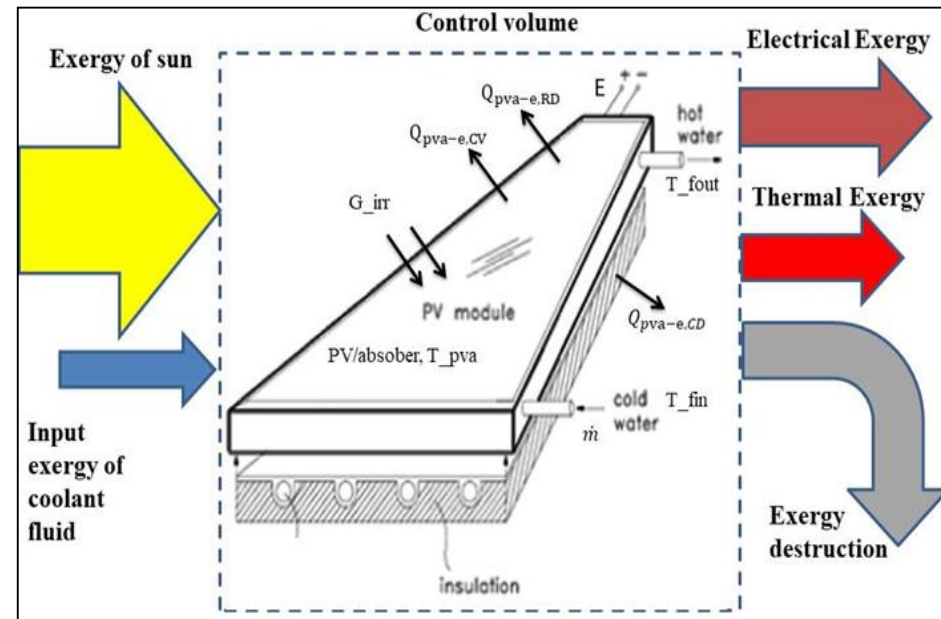 Control volume
Exergy of sun
Electrical Exergy
Q_pva−e,RD
E
+ −
hot
water
Q_pva−e,CV
T_fout
G_irr
Thermal Exergy
PV module
Q_pva−e,CD
PV/absober, T_pva
cold
water
T_fin
ṁ
Input
exergy of
coolant
fluid
Exergy
destruction
insulation